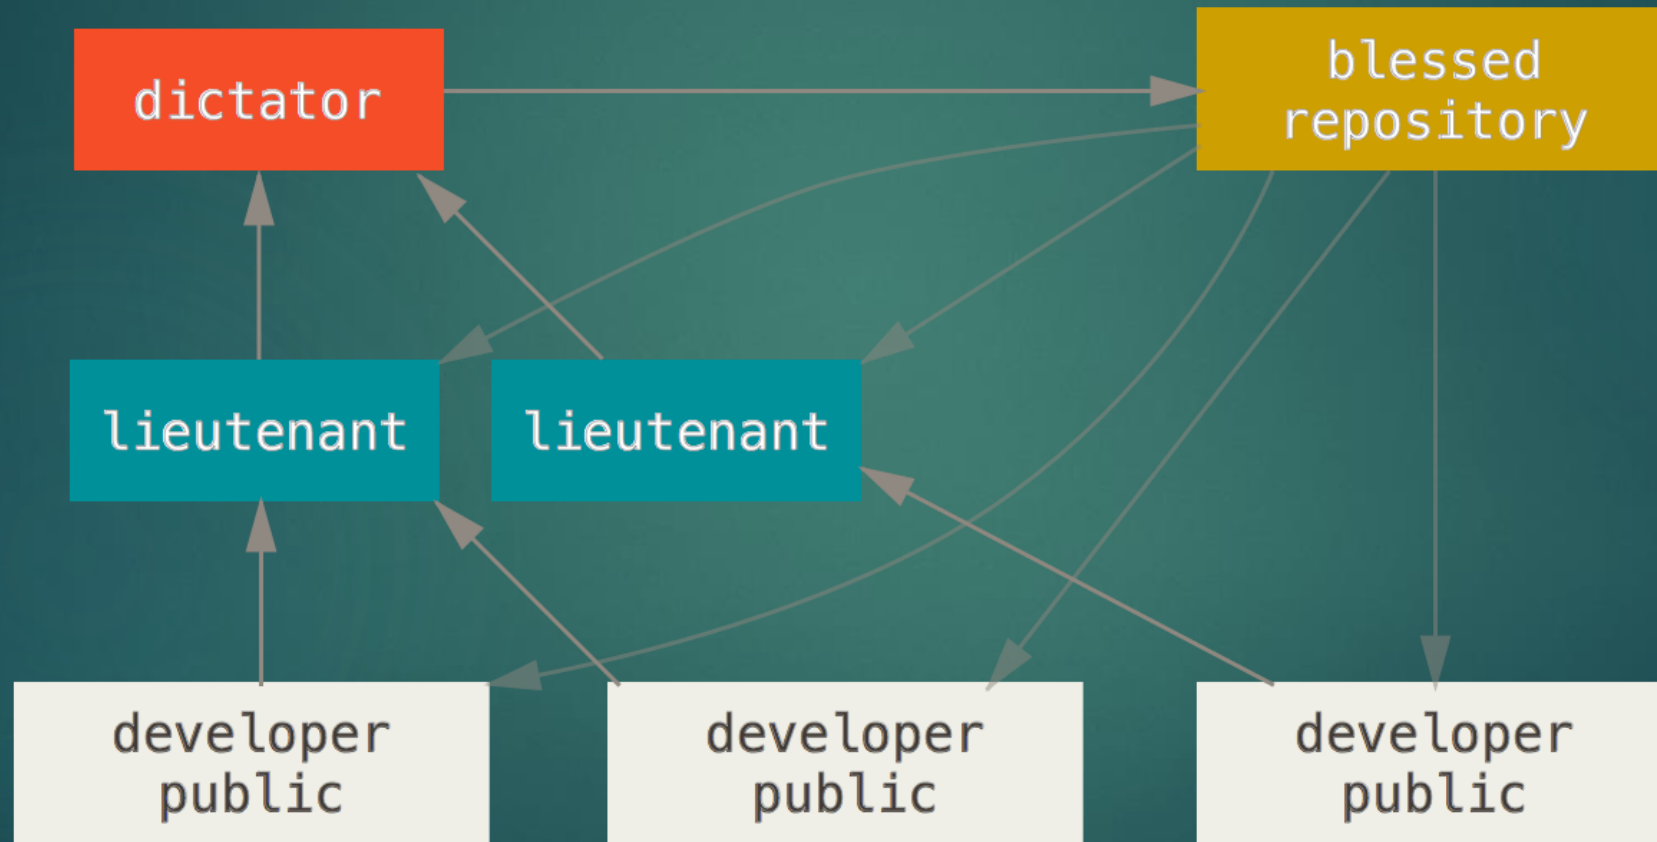 dictator
blessed
repository
lieutenant
lieutenant
developer
public
developer
public
developer
public